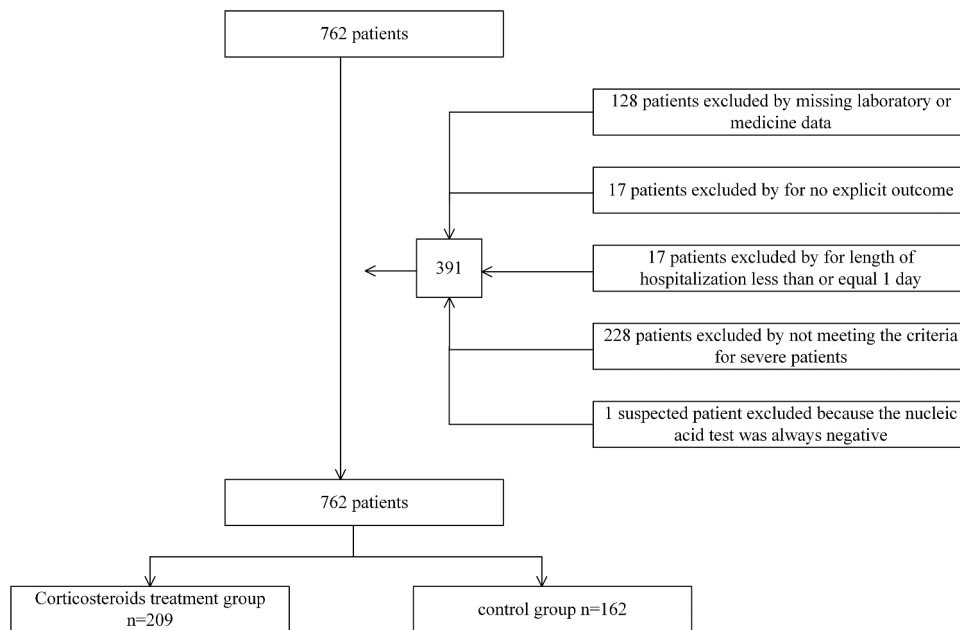 762 patients
128 patients excluded by missing laboratory or
medicine data
17 patients excluded by for no explicit outcome
391
17 patients excluded by for length of
hospitalization less than or equal 1 day
228 patients excluded by not meeting the criteria
for severe patients
1 suspected patient excluded because the nucleic
acid test was always negative
762 patients
Corticosteroids treatment group
n=209
control group n=162